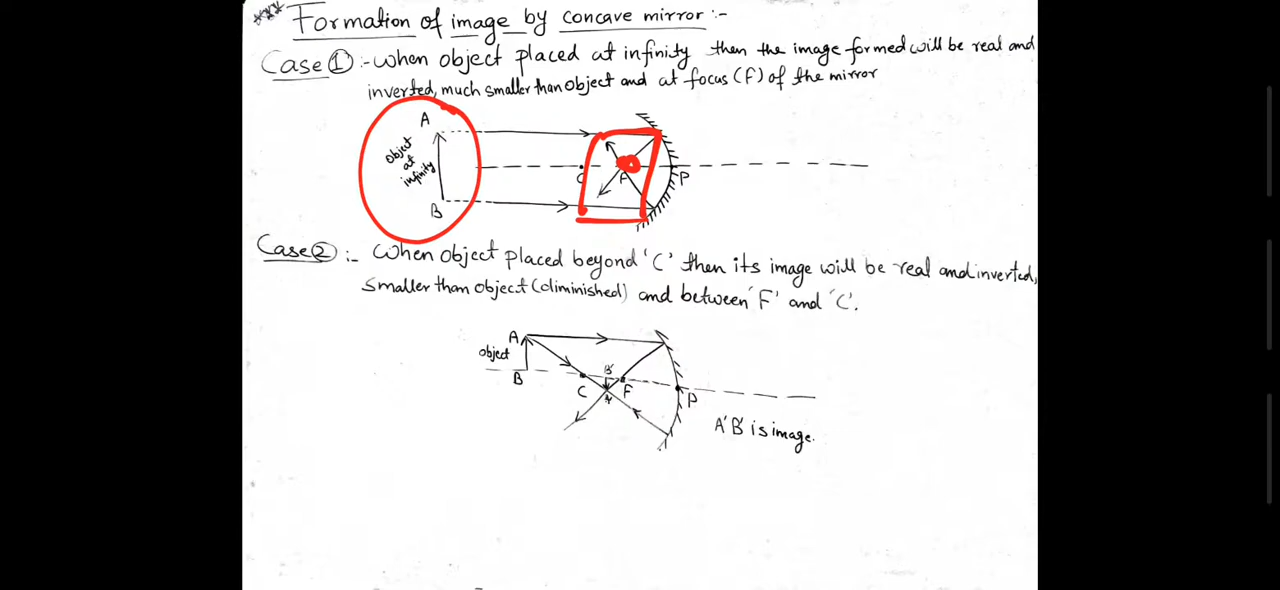 *** Formation of image by concave mirror :-
Case ① :- When object placed at infinity then the image formed will be real and
inverted, much smaller than object and at focus (F) of the mirror
A
object at infinity
B
C
F
P
Case ② :- When object placed beyond 'C' then its image will be real and inverted,
smaller than object (diminished) and between 'F' and 'C'.
A
object
B
C
B'
A'
F
P
A'B' is image.